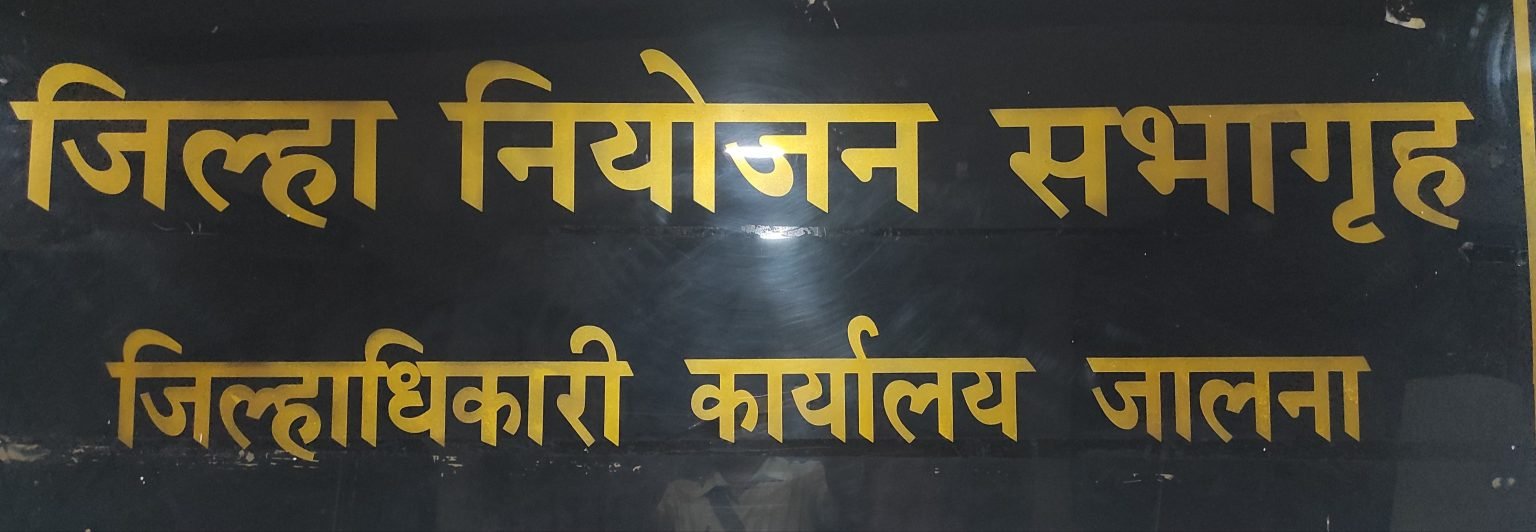 जिल्हा नियोजन सभागृह
जिल्हाधिकारी कार्यालय जालना